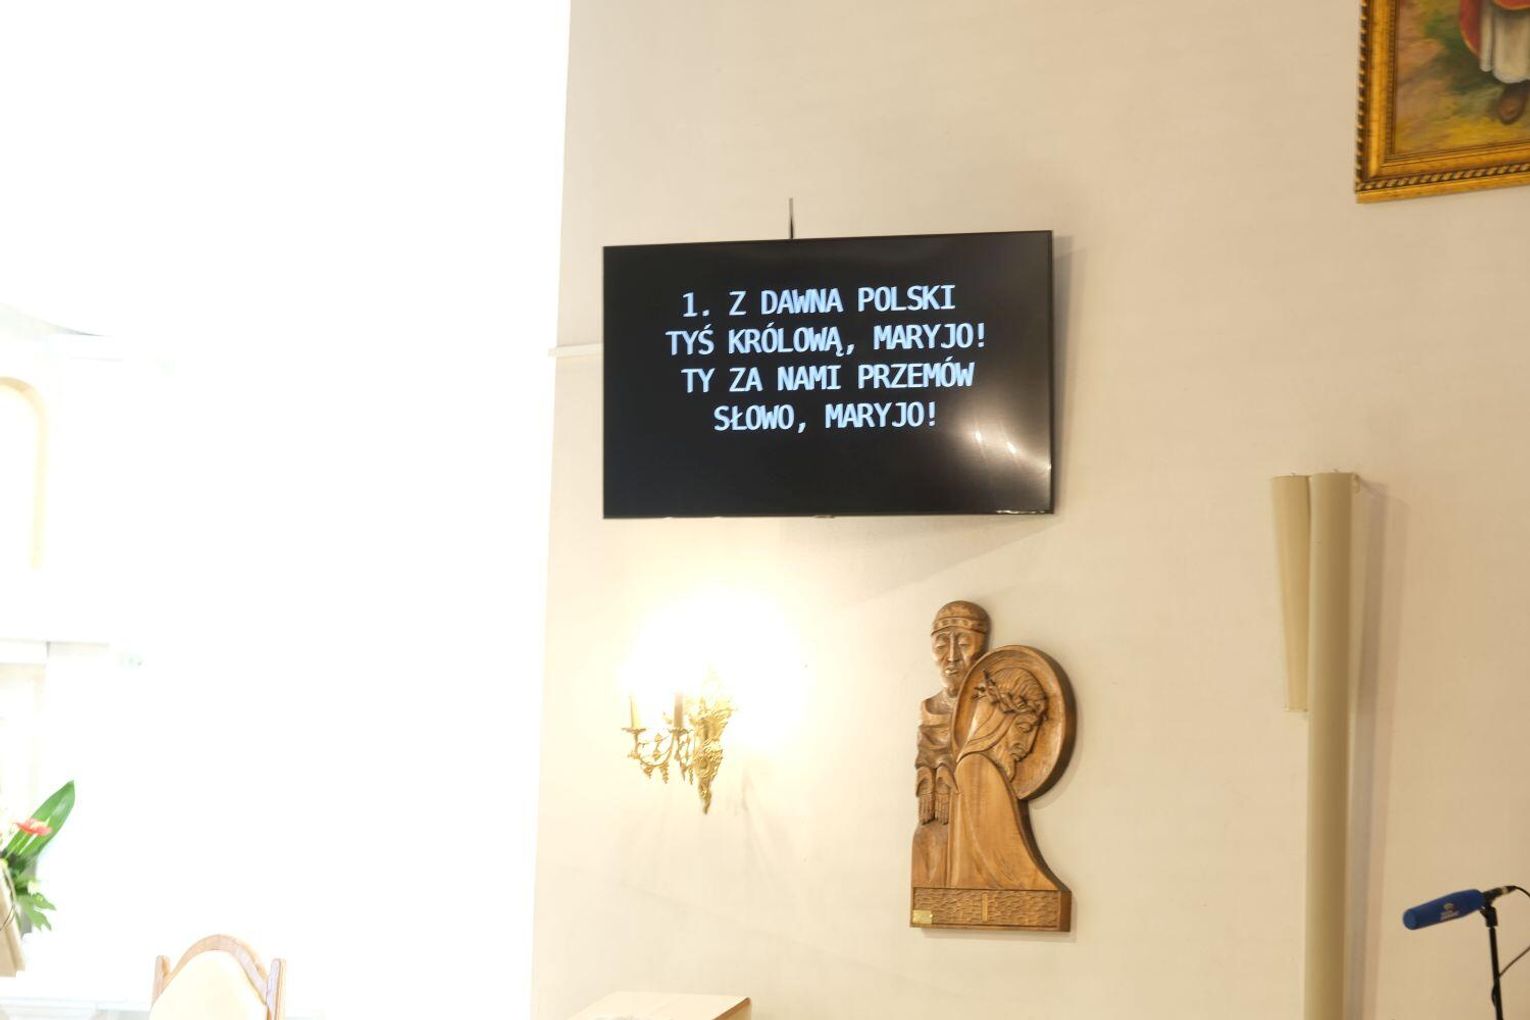 1. Z DAWNA POLSKI
TYŚ KRÓLOWĄ, MARYJO!
TY ZA NAMI PRZEMÓW
SŁOWO, MARYJO!